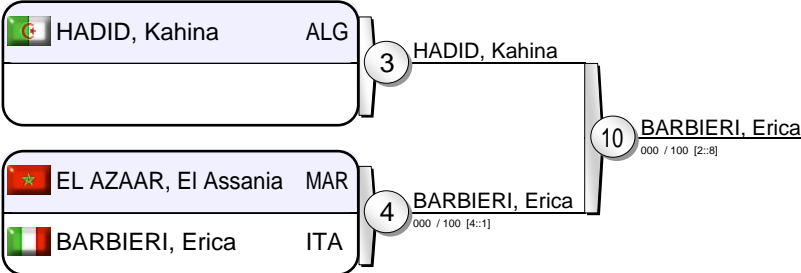 HADID, Kahina ALG
3
HADID, Kahina
10
BARBIERI, Erica
000 / 100 [2::8]
EL AZAAR, El Assania MAR
4
BARBIERI, Erica
000 / 100 [4::1]
BARBIERI, Erica ITA